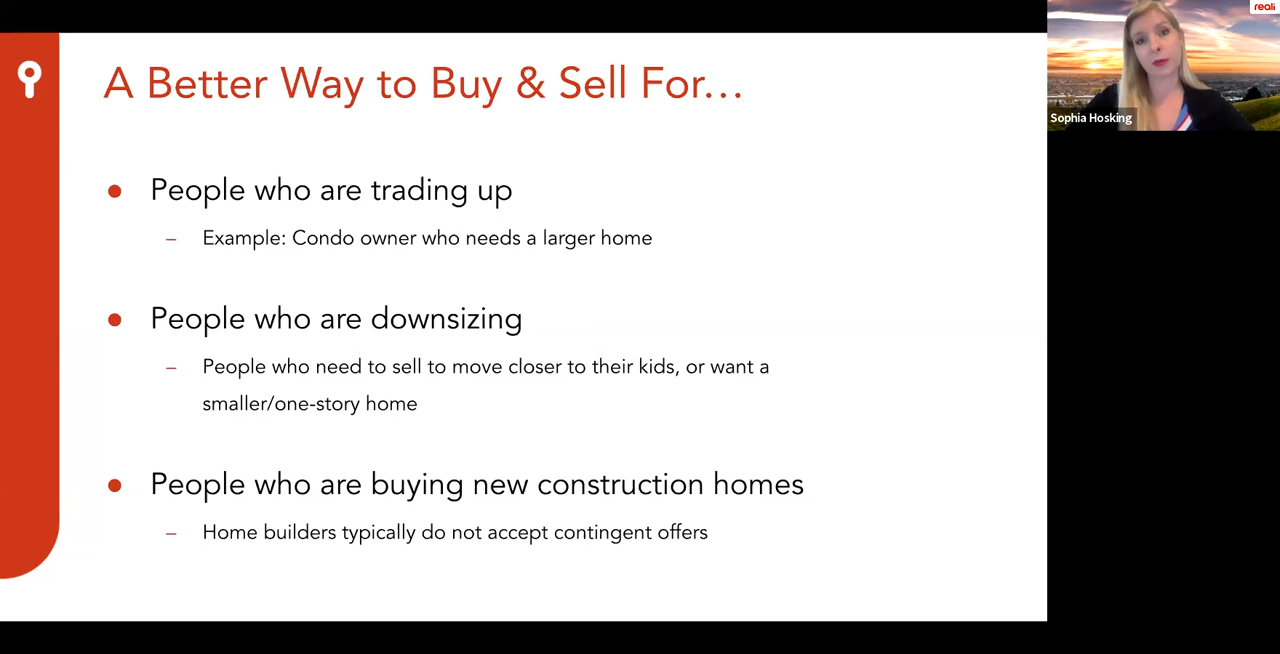 A Better Way to Buy & Sell For...
● People who are trading up
– Example: Condo owner who needs a larger home
● People who are downsizing
– People who need to sell to move closer to their kids, or want a
smaller/one-story home
● People who are buying new construction homes
– Home builders typically do not accept contingent offers
reali
Sophia Hosking